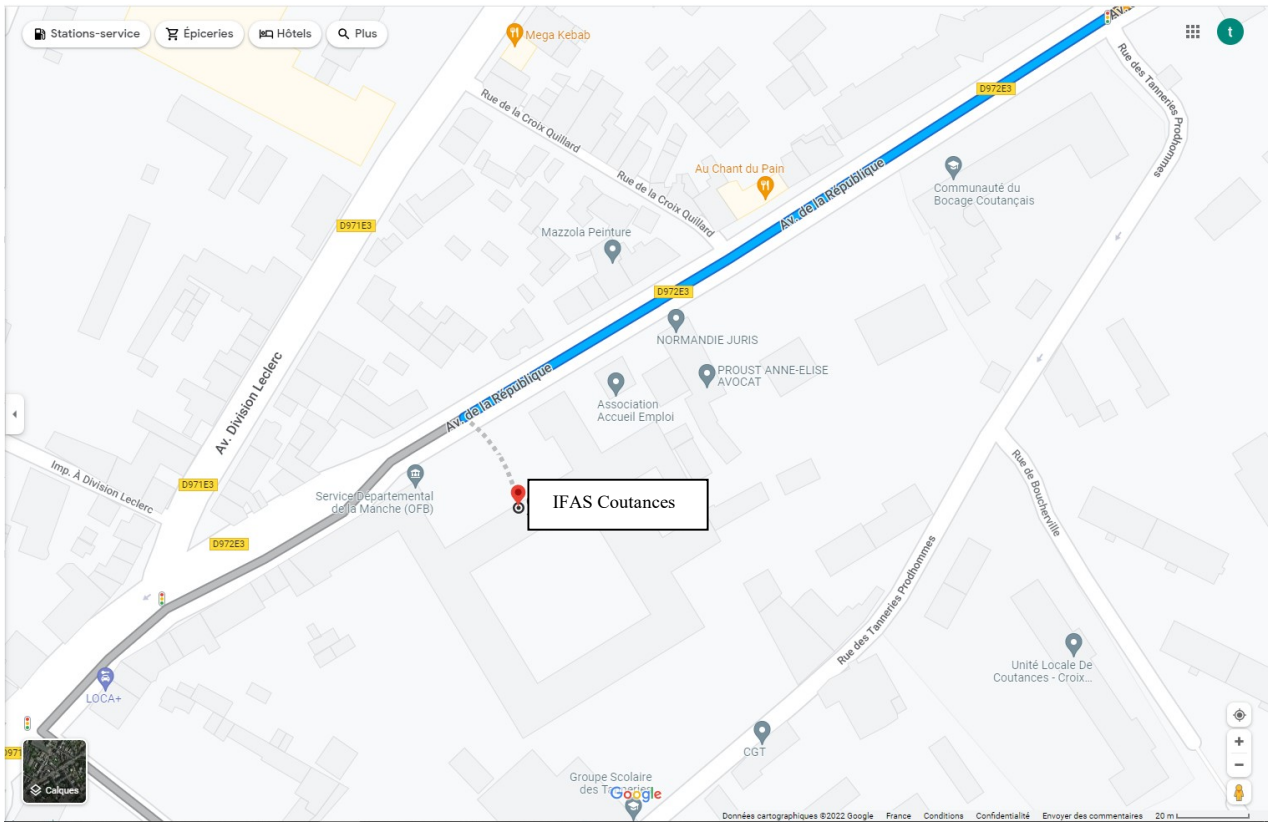 Stations-service
Épiceries
Hôtels
Plus
Mega Kebab
t
D972E3
Rue des Tanneries Prodhommes
Rue de la Croix Quillard
Au Chant du Pain
Rue de la Croix Quillard
Av. de la République
Communauté du
Bocage Coutançais
D971E3
Mazzola Peinture
D972E3
NORMANDIE JURIS
PROUST ANNE-ELISE
AVOCAT
Av. Division Leclerc
Av. de la République
Association
Accueil Emploi
Imp. À Division Leclerc
D971E3
Service Départemental
de la Manche (OFB)
IFAS Coutances
Rue de Boucherville
D972E3
Rue des Tanneries Prodhommes
LOCA+
Unité Locale De
Coutances - Croix...
D971
CGT
Calques
Groupe Scolaire
des Tanneries
Google
Données cartographiques ©2022 Google France Conditions Confidentialité Envoyer des commentaires 20 m